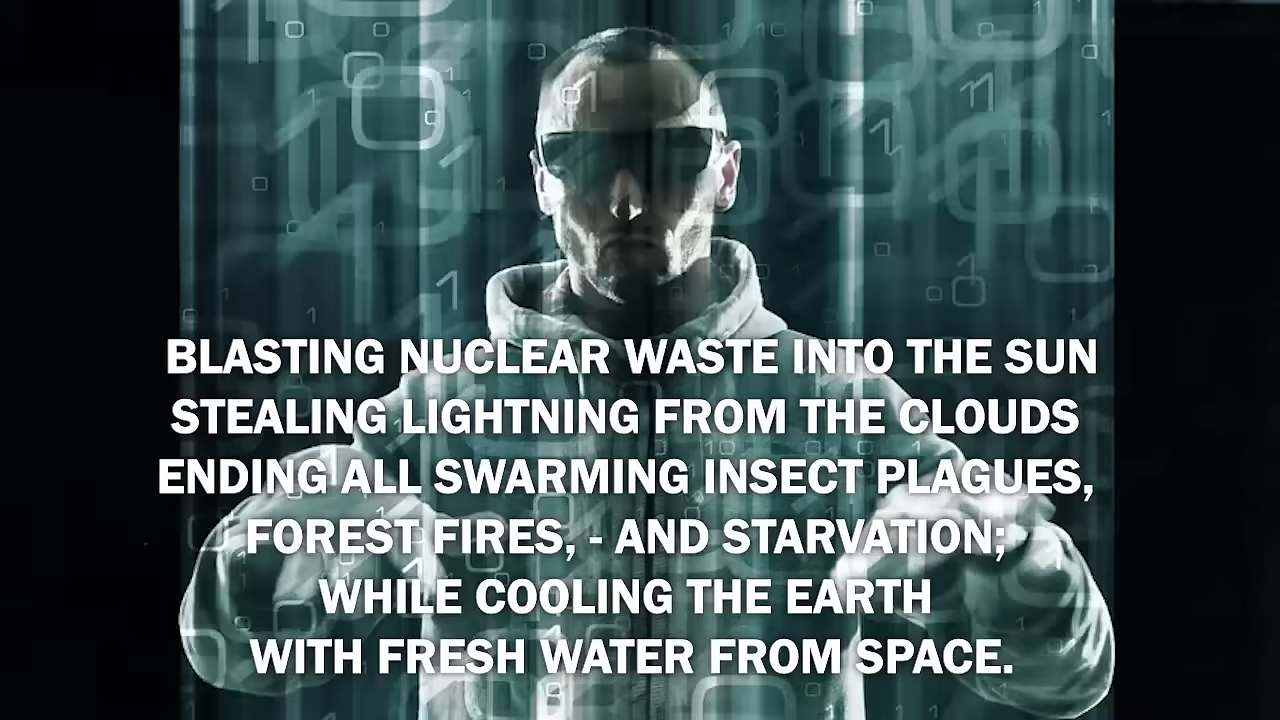 BLASTING NUCLEAR WASTE INTO THE SUN
STEALING LIGHTNING FROM THE CLOUDS
ENDING ALL SWARMING INSECT PLAGUES,
FOREST FIRES, - AND STARVATION;
WHILE COOLING THE EARTH
WITH FRESH WATER FROM SPACE.